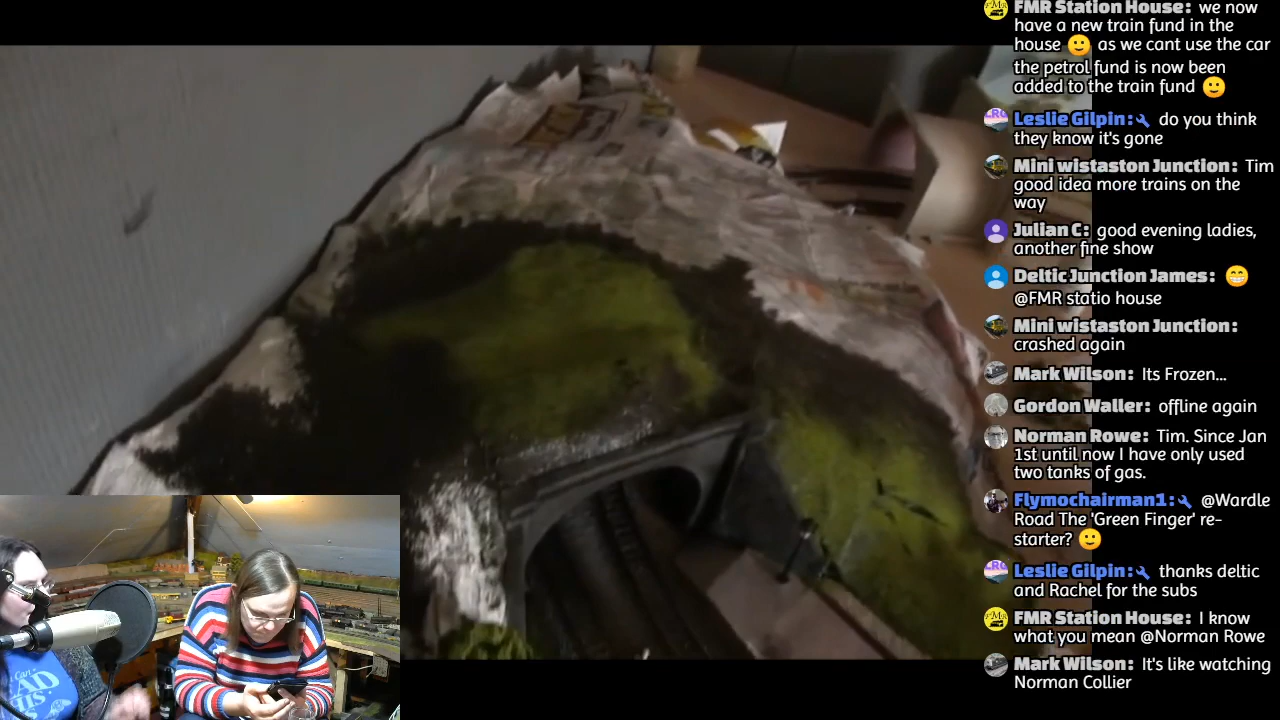 FMR Station House: we now
have a new train fund in the
house 🙂 as we cant use the car
the petrol fund is now been
added to the train fund 🙂
Leslie Gilpin: do you think
they know it's gone
Mini wistaston Junction: Tim
good idea more trains on the
way
Julian C: good evening ladies,
another fine show
Deltic Junction James: 😁
@FMR statio house
Mini wistaston Junction:
crashed again
Mark Wilson: Its Frozen...
Gordon Waller: offline again
Norman Rowe: Tim. Since Jan
1st until now I have only used
two tanks of gas.
Flymochairman1: @Wardle
Road The 'Green Finger' re-
starter? 🙂
Leslie Gilpin: thanks deltic
and Rachel for the subs
FMR Station House: I know
what you mean @Norman Rowe
Mark Wilson: It's like watching
Norman Collier